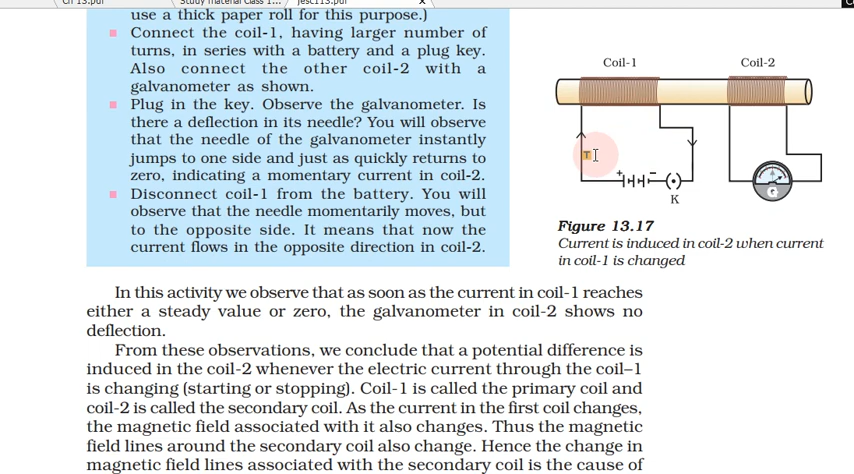 Ch 13.pdf
Study material Class 1...
jesc113.pdf
x
use a thick paper roll for this purpose.)
Connect the coil-1, having larger number of
turns, in series with a battery and a plug key.
Also connect the other coil-2 with a
galvanometer as shown.
Plug in the key. Observe the galvanometer. Is
there a deflection in its needle? You will observe
that the needle of the galvanometer instantly
jumps to one side and just as quickly returns to
zero, indicating a momentary current in coil-2.
Disconnect coil-1 from the battery. You will
observe that the needle momentarily moves, but
to the opposite side. It means that now the
current flows in the opposite direction in coil-2.
Coil-1
Coil-2
T
+
–
K
G
Figure 13.17
Current is induced in coil-2 when current
in coil-1 is changed
In this activity we observe that as soon as the current in coil-1 reaches
either a steady value or zero, the galvanometer in coil-2 shows no
deflection.
From these observations, we conclude that a potential difference is
induced in the coil-2 whenever the electric current through the coil–1
is changing (starting or stopping). Coil-1 is called the primary coil and
coil-2 is called the secondary coil. As the current in the first coil changes,
the magnetic field associated with it also changes. Thus the magnetic
field lines around the secondary coil also change. Hence the change in
magnetic field lines associated with the secondary coil is the cause of